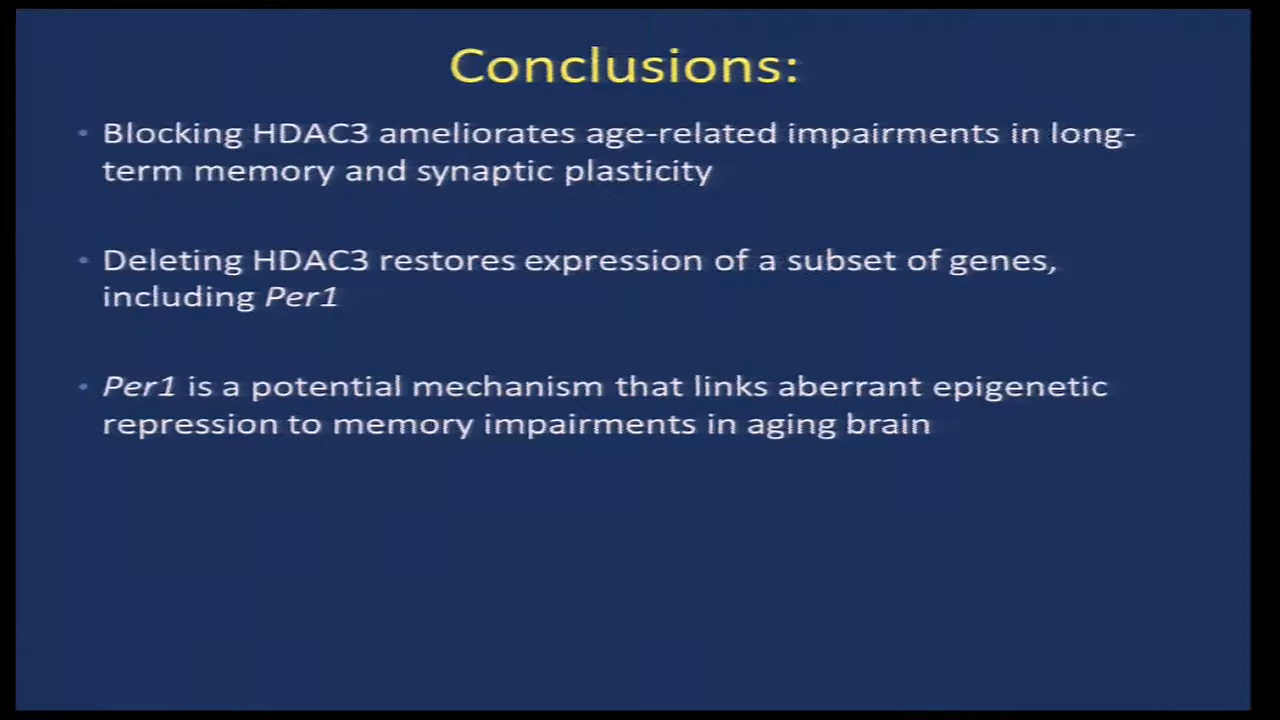 Conclusions:
• Blocking HDAC3 ameliorates age-related impairments in long-
term memory and synaptic plasticity
• Deleting HDAC3 restores expression of a subset of genes,
including Per1
• Per1 is a potential mechanism that links aberrant epigenetic
repression to memory impairments in aging brain